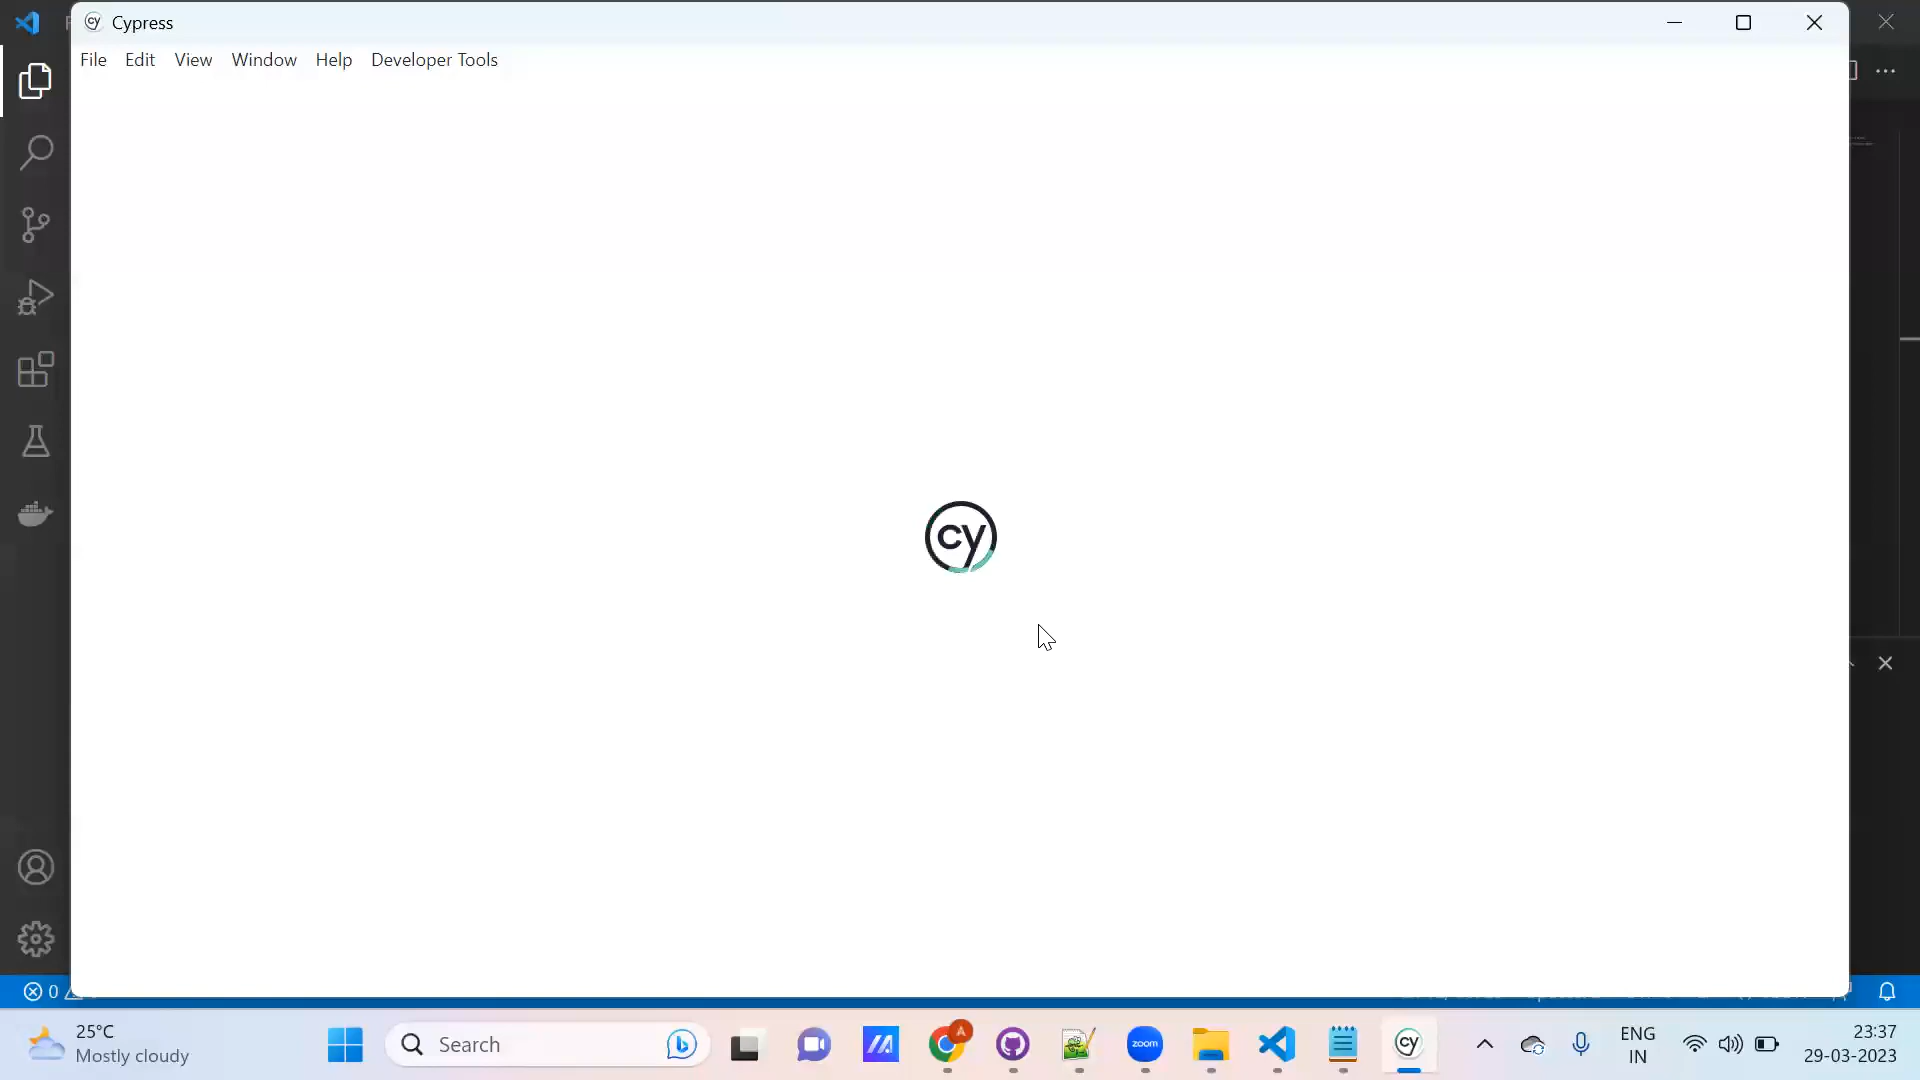 Cypress
File Edit View Window Help Developer Tools
cy
0
25°C
Mostly cloudy
Search
zoom
ENG
IN
23:37
29-03-2023